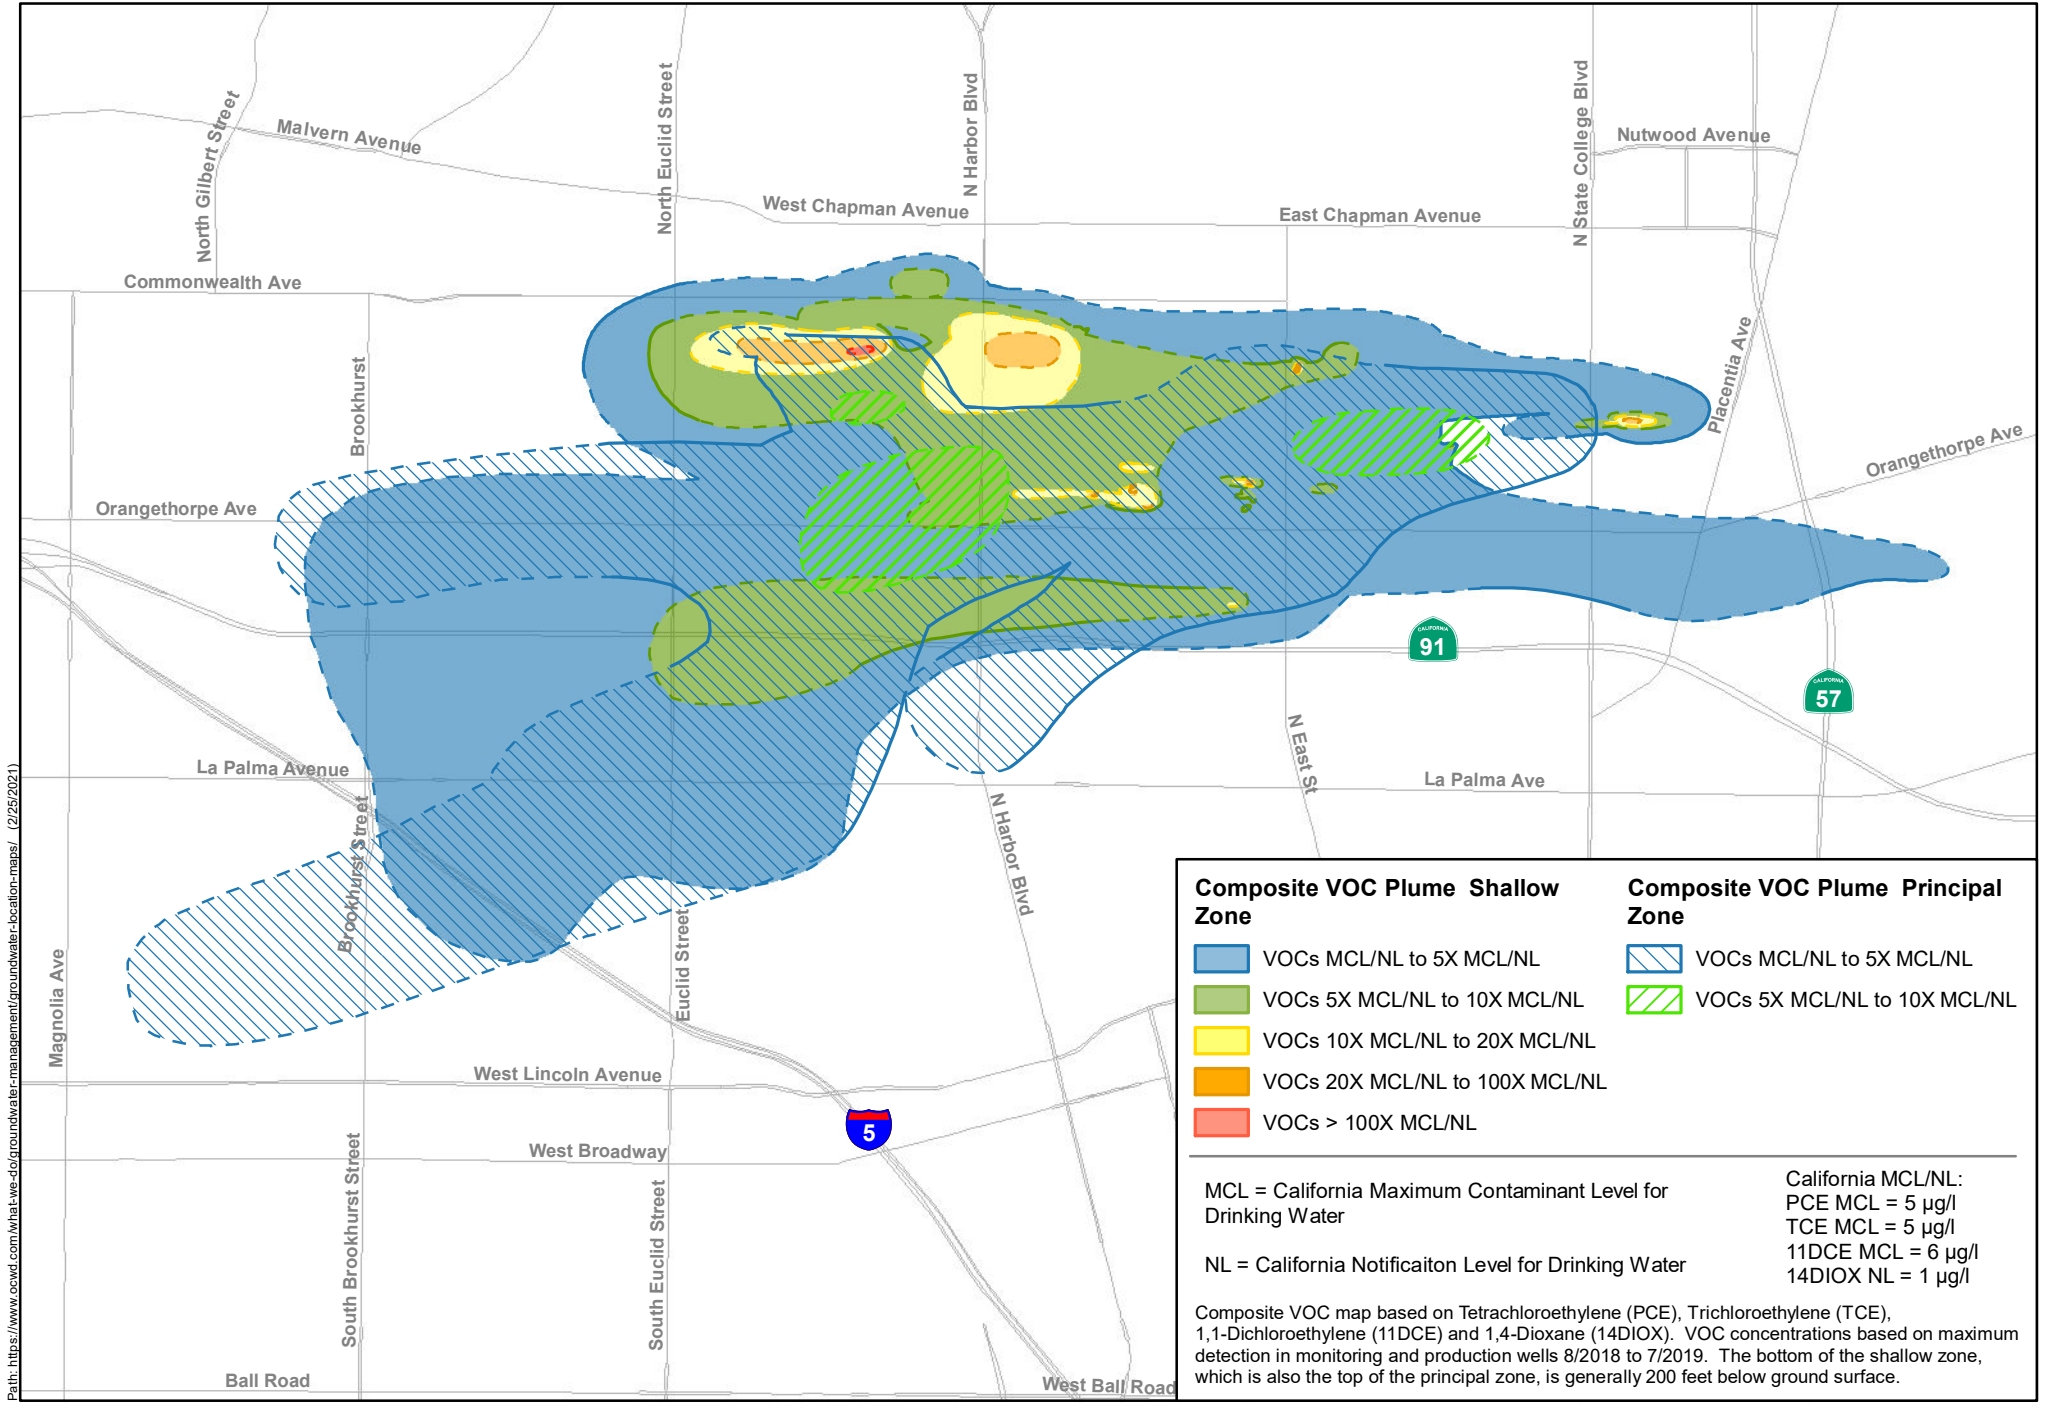 North Gilbert Street
Malvern Avenue
North Euclid Street
N Harbor Blvd
N State College Blvd
Nutwood Avenue
West Chapman Avenue
East Chapman Avenue
Commonwealth Ave
Brookhurst
Placentia Ave
Orangethorpe Ave
Orangethorpe Ave
CALIFORNIA
91
CALIFORNIA
57
N East St
La Palma Avenue
La Palma Ave
Brookhurst Street
N Harbor Blvd
Euclid Street
Magnolia Ave
West Lincoln Avenue
5
West Broadway
South Brookhurst Street
South Euclid Street
Ball Road
West Ball Road
Path: https://www.ocwd.com/what-we-do/groundwater-management/groundwater-location-maps/ (2/25/2021)
Composite VOC Plume Shallow
Zone
VOCs MCL/NL to 5X MCL/NL
VOCs 5X MCL/NL to 10X MCL/NL
VOCs 10X MCL/NL to 20X MCL/NL
VOCs 20X MCL/NL to 100X MCL/NL
VOCs > 100X MCL/NL
Composite VOC Plume Principal
Zone
VOCs MCL/NL to 5X MCL/NL
VOCs 5X MCL/NL to 10X MCL/NL
MCL = California Maximum Contaminant Level for
Drinking Water
NL = California Notificaiton Level for Drinking Water
California MCL/NL:
PCE MCL = 5 µg/l
TCE MCL = 5 µg/l
11DCE MCL = 6 µg/l
14DIOX NL = 1 µg/l
Composite VOC map based on Tetrachloroethylene (PCE), Trichloroethylene (TCE),
1,1-Dichloroethylene (11DCE) and 1,4-Dioxane (14DIOX). VOC concentrations based on maximum
detection in monitoring and production wells 8/2018 to 7/2019. The bottom of the shallow zone,
which is also the top of the principal zone, is generally 200 feet below ground surface.